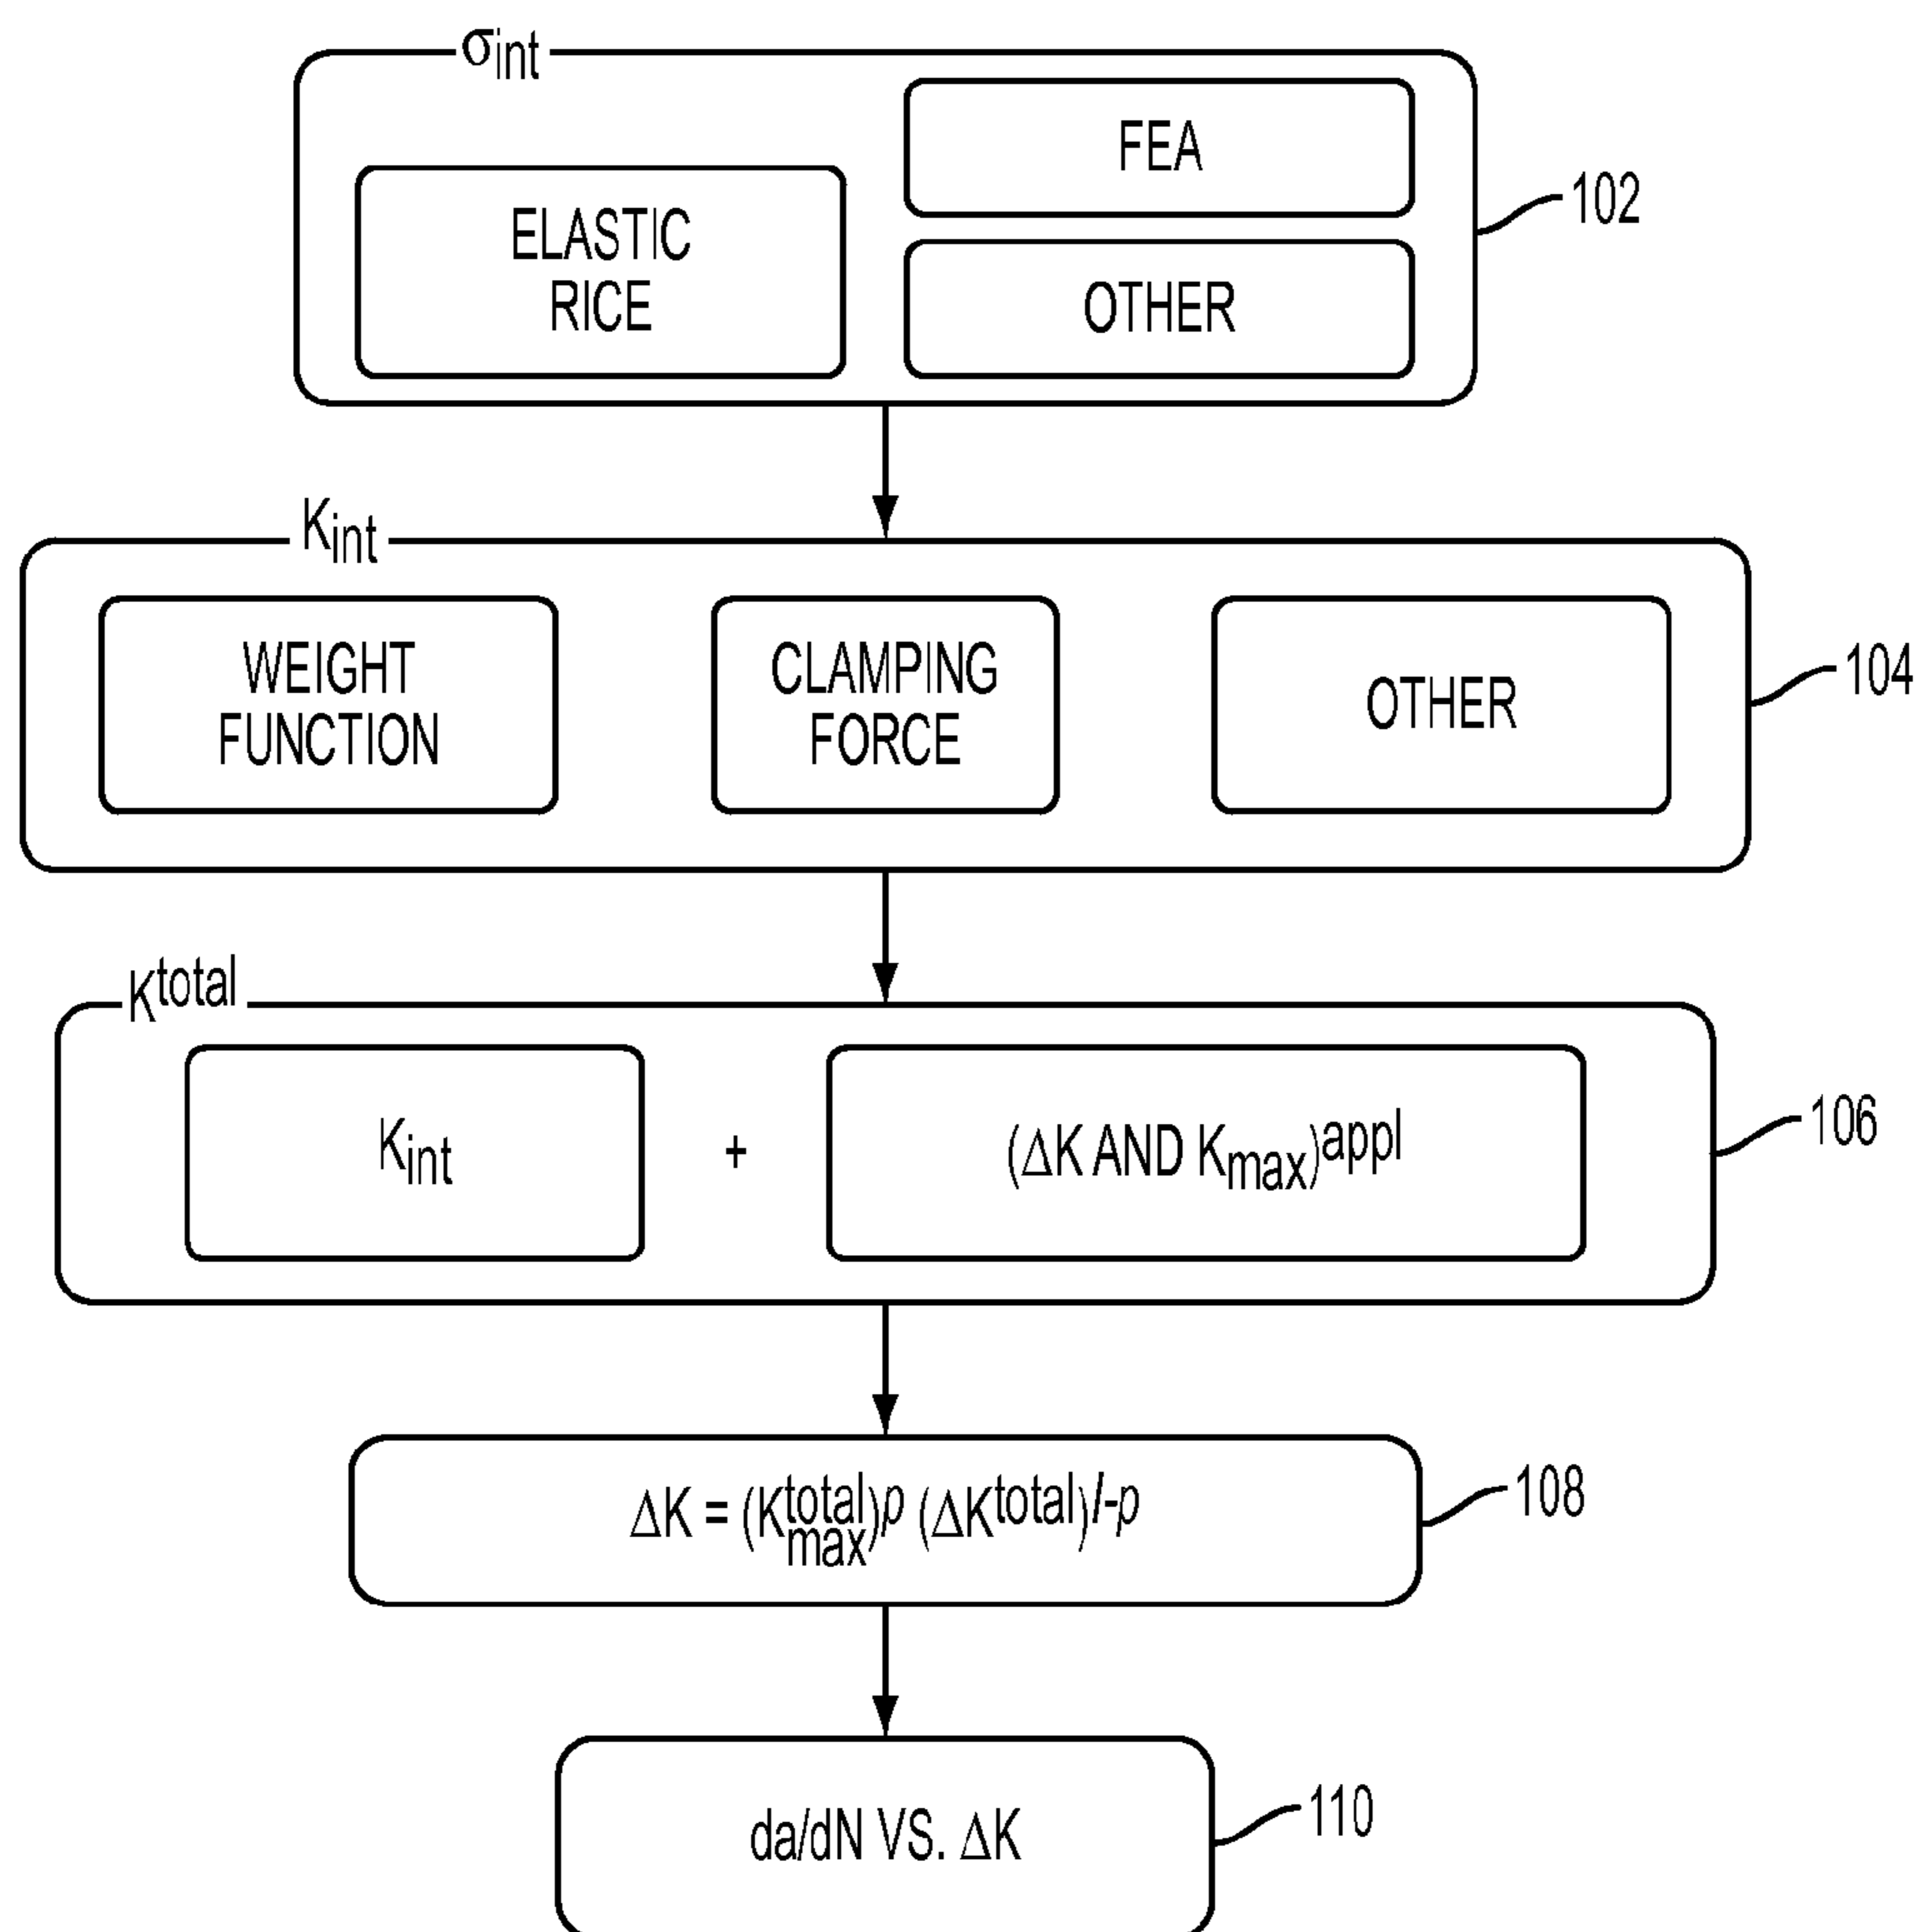 σint
FEA
102
ELASTIC
RICE
OTHER
Kint
WEIGHT
FUNCTION
CLAMPING
FORCE
OTHER
104
Ktotal
Kint
+
(ΔK AND Kmax)appl
106
ΔK = (Ktotalmax)p (ΔKtotal)l-p
108
da/dN VS. ΔK
110